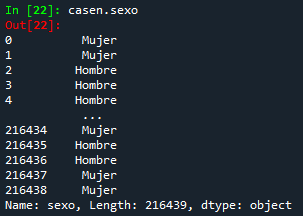 In [22]: casen.sexo
Out[22]:
0 Mujer
1 Mujer
2 Hombre
3 Hombre
4 Hombre
...
216434 Mujer
216435 Hombre
216436 Hombre
216437 Mujer
216438 Mujer
Name: sexo, Length: 216439, dtype: object